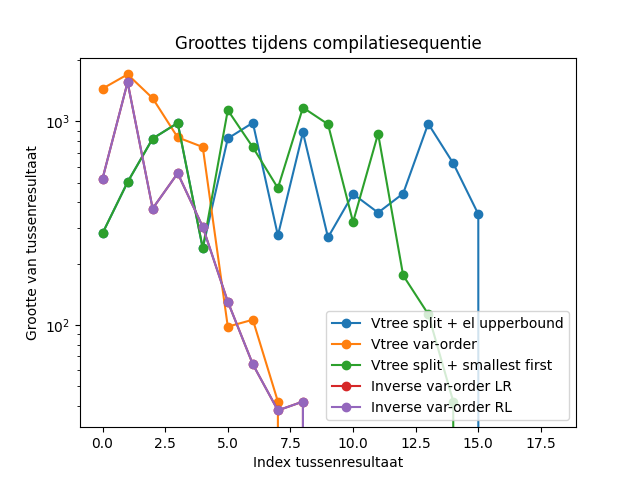 Groottes tijdens compilatiesequentie
Grootte van tussenresultaat
10³
10²
Vtree split + el upperbound
Vtree var-order
Vtree split + smallest first
Inverse var-order LR
Inverse var-order RL
0.0 2.5 5.0 7.5 10.0 12.5 15.0 17.5
Index tussenresultaat